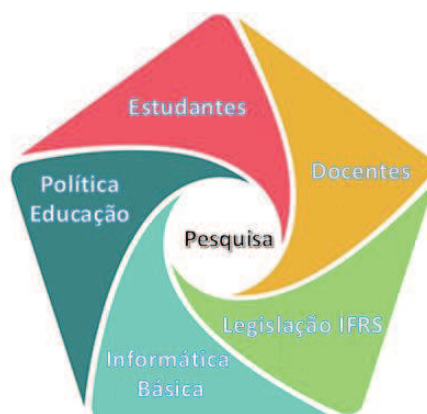 Estudantes
Docentes
Política
Educação
Pesquisa
Legislação IFRS
Informática
Básica